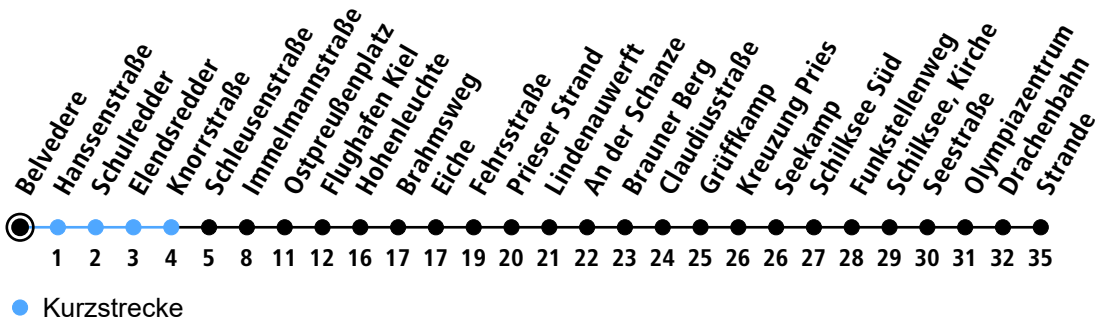 Belvedere
Hanssenstraße
Schulredder
Elendsredder
Knorrstraße
Schleusenstraße
Immelmannstraße
Ostpreußenplatz
Flughafen Kiel
Hohenleuchte
Brahmsweg
Eiche
Fehrsstraße
Prieser Strand
Lindenauwerft
An der Schanze
Brauner Berg
Claudiusstraße
Grüffkamp
Kreuzung Pries
Seekamp
Schilksee Süd
Funkstellenweg
Schilksee, Kirche
Seestraße
Olympiazentrum
Drachenbahn
Strande
1 2 3 4 5 8 11 12 16 17 17 19 20 21 22 23 24 25 26 26 27 28 29 30 31 32 35
Kurzstrecke